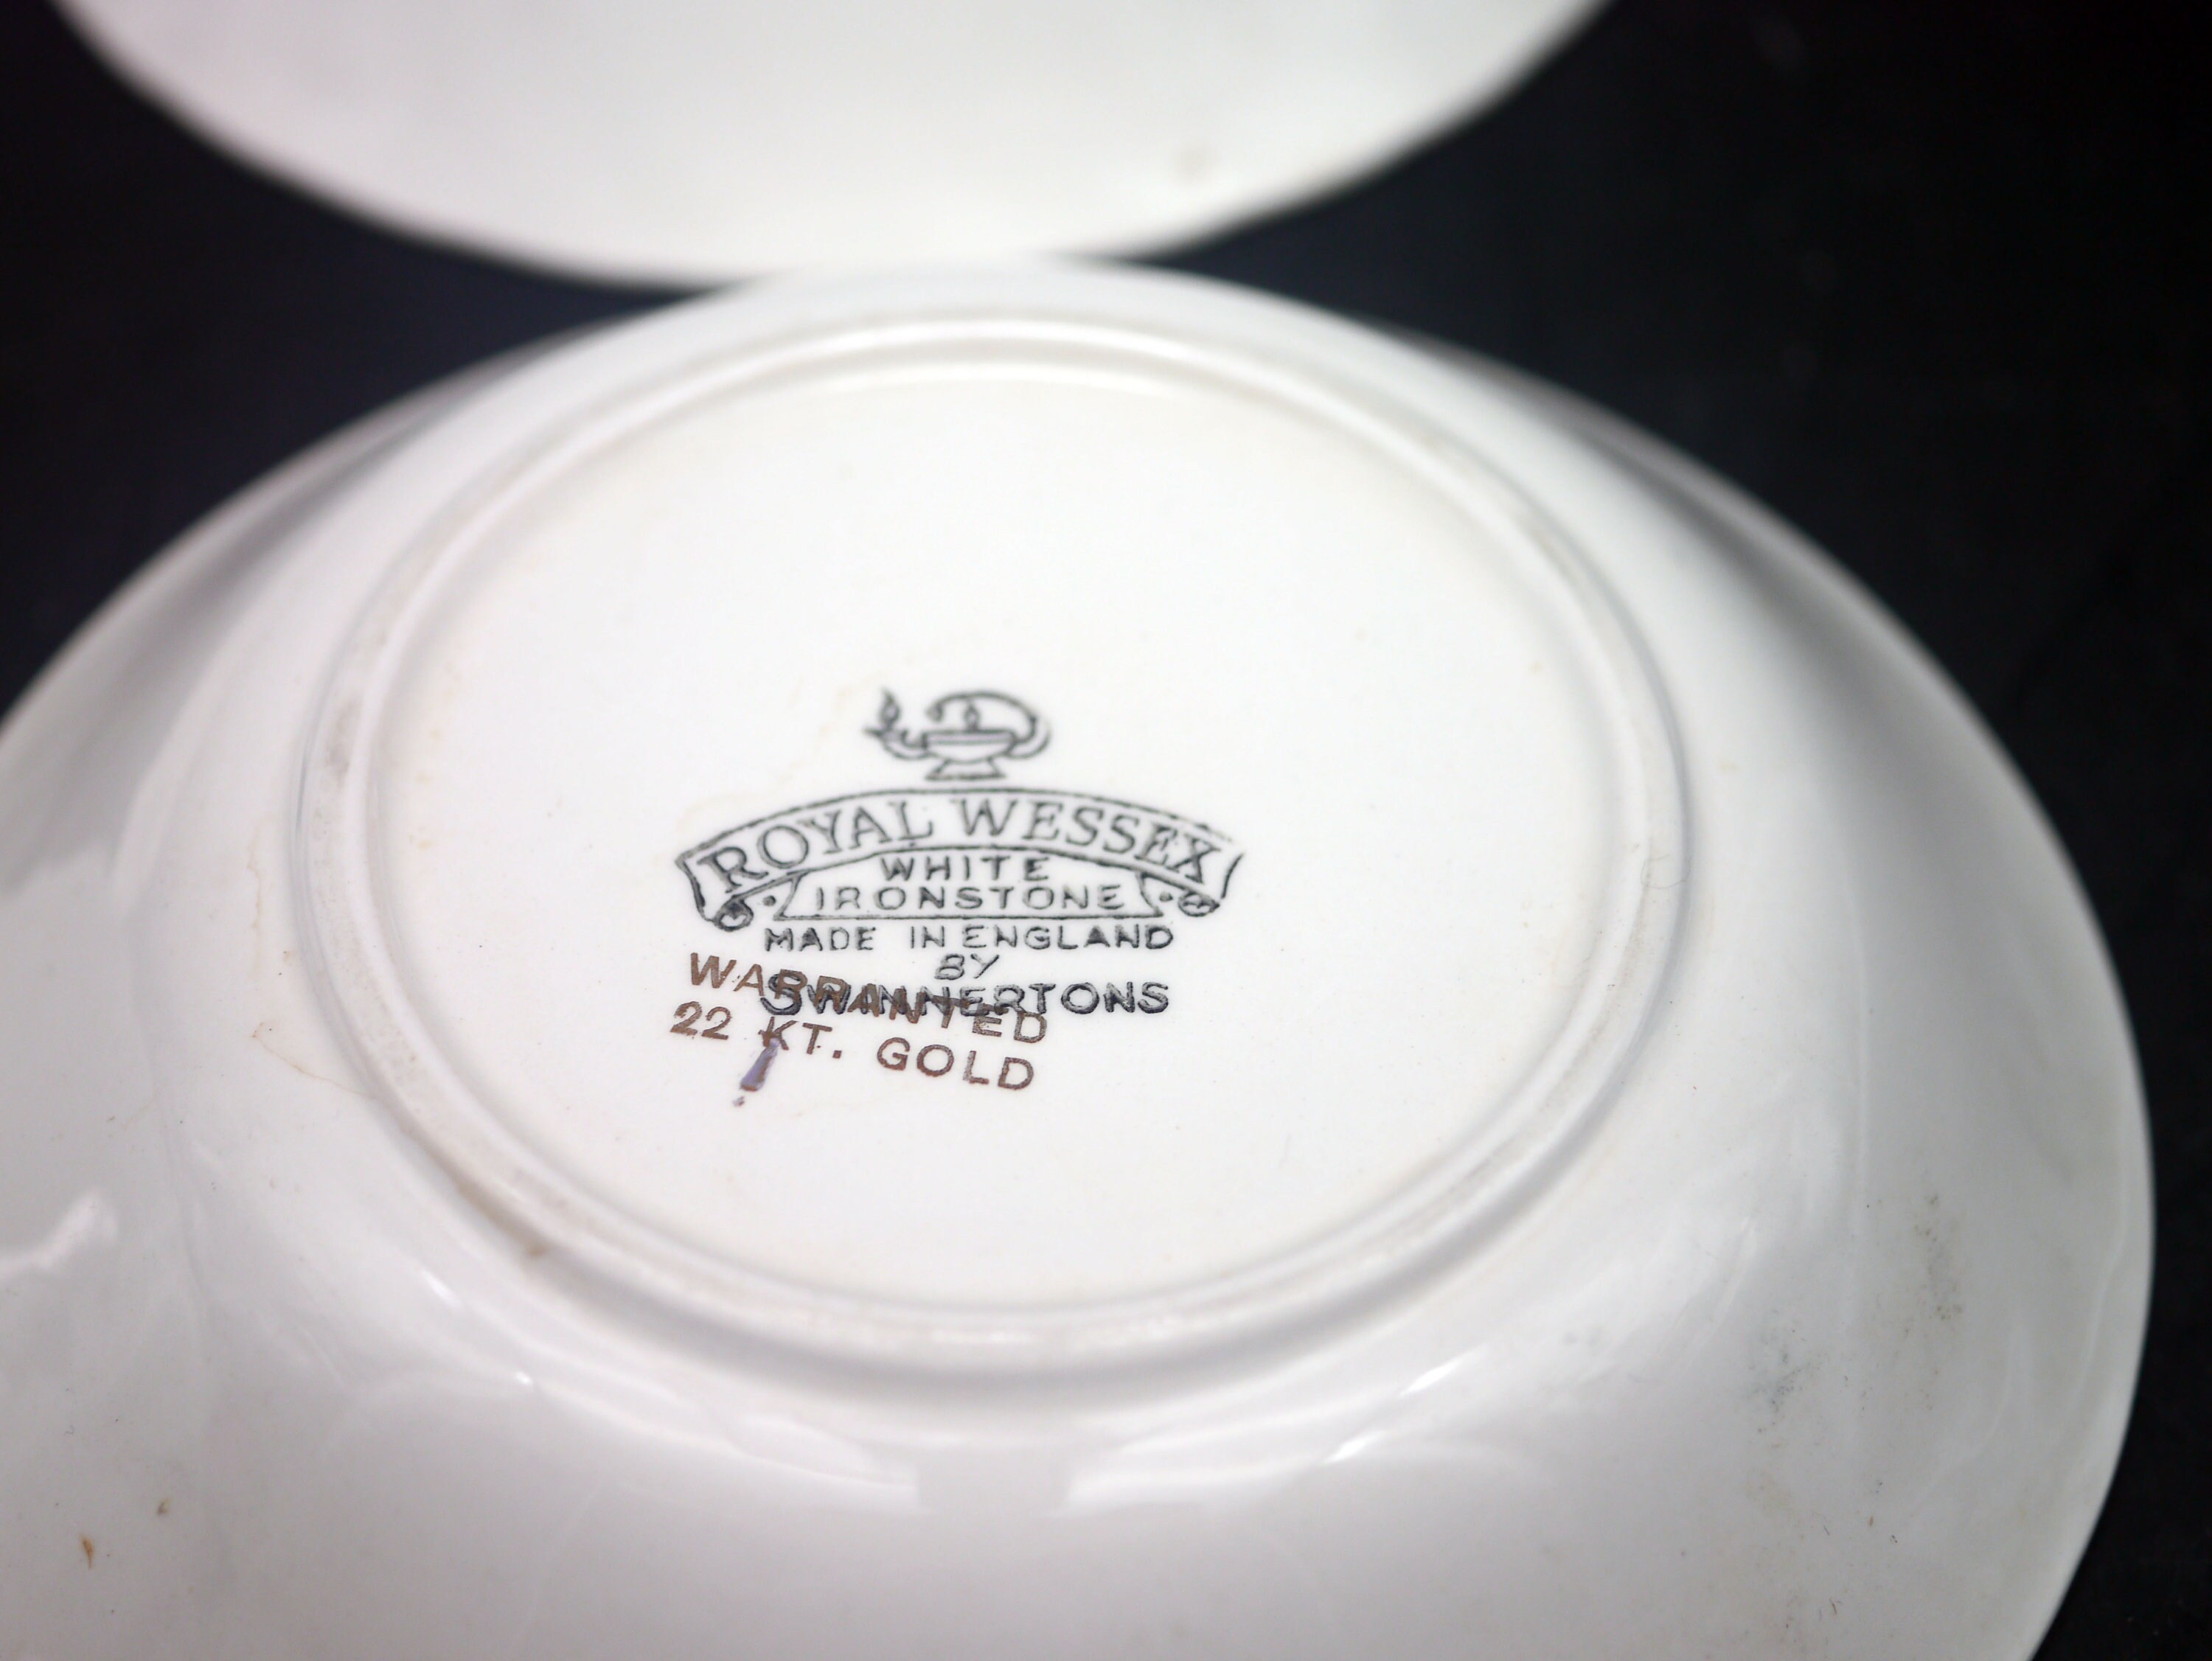 ROYAL WESSEX
WHITE
IRONSTONE
MADE IN ENGLAND
BY
SWINNERTONS
WARRANTED
22 KT. GOLD